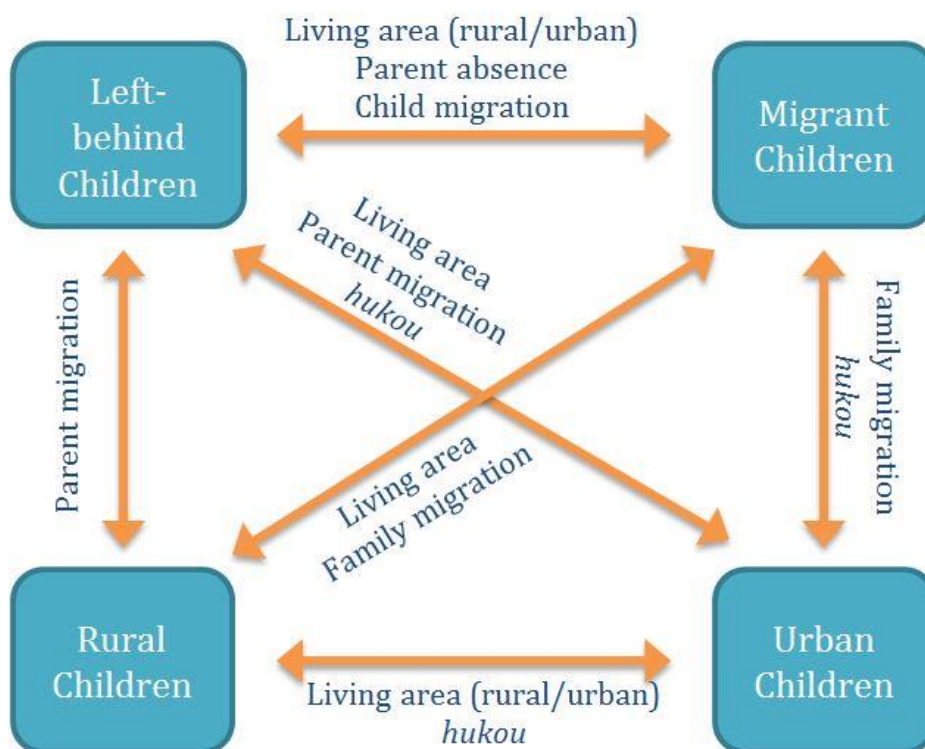 Living area (rural/urban)
Parent absence
Child migration
Left-
behind
Children
Migrant
Children
Living area
Parent migration
hukou
Parent migration
Family migration
hukou
Living area
Family migration
Rural
Children
Urban
Children
Living area (rural/urban)
hukou